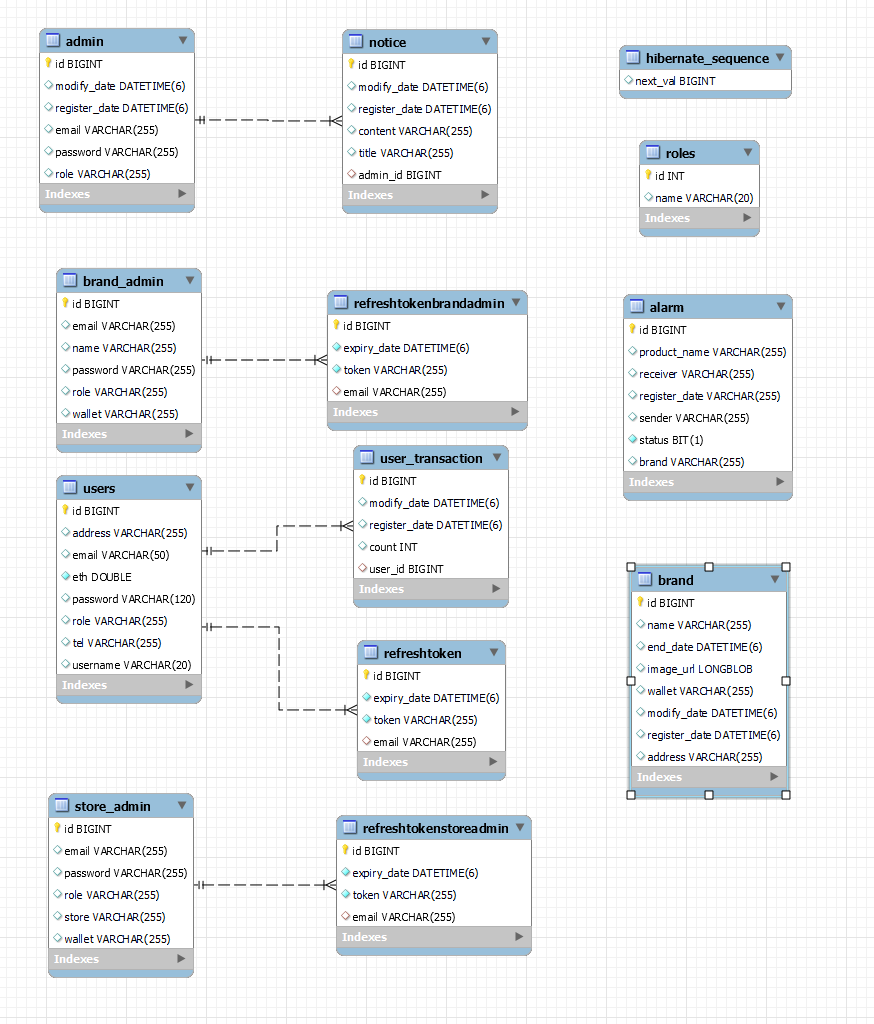 admin
id BIGINT
modify_date DATETIME(6)
register_date DATETIME(6)
email VARCHAR(255)
password VARCHAR(255)
role VARCHAR(255)
Indexes
notice
id BIGINT
modify_date DATETIME(6)
register_date DATETIME(6)
content VARCHAR(255)
title VARCHAR(255)
admin_id BIGINT
Indexes
hibernate_sequence
next_val BIGINT
roles
id INT
name VARCHAR(20)
Indexes
brand_admin
id BIGINT
email VARCHAR(255)
name VARCHAR(255)
password VARCHAR(255)
role VARCHAR(255)
wallet VARCHAR(255)
Indexes
refreshtokenbrandadmin
id BIGINT
expiry_date DATETIME(6)
token VARCHAR(255)
email VARCHAR(255)
Indexes
alarm
id BIGINT
product_name VARCHAR(255)
receiver VARCHAR(255)
register_date VARCHAR(255)
sender VARCHAR(255)
status BIT(1)
brand VARCHAR(255)
Indexes
users
id BIGINT
address VARCHAR(255)
email VARCHAR(50)
eth DOUBLE
password VARCHAR(120)
role VARCHAR(255)
tel VARCHAR(255)
username VARCHAR(20)
Indexes
user_transaction
id BIGINT
modify_date DATETIME(6)
register_date DATETIME(6)
count INT
user_id BIGINT
Indexes
refreshtoken
id BIGINT
expiry_date DATETIME(6)
token VARCHAR(255)
email VARCHAR(255)
Indexes
brand
id BIGINT
name VARCHAR(255)
end_date DATETIME(6)
image_url LONGBLOB
wallet VARCHAR(255)
modify_date DATETIME(6)
register_date DATETIME(6)
address VARCHAR(255)
Indexes
store_admin
id BIGINT
email VARCHAR(255)
password VARCHAR(255)
role VARCHAR(255)
store VARCHAR(255)
wallet VARCHAR(255)
Indexes
refreshtokenstoreadmin
id BIGINT
expiry_date DATETIME(6)
token VARCHAR(255)
email VARCHAR(255)
Indexes